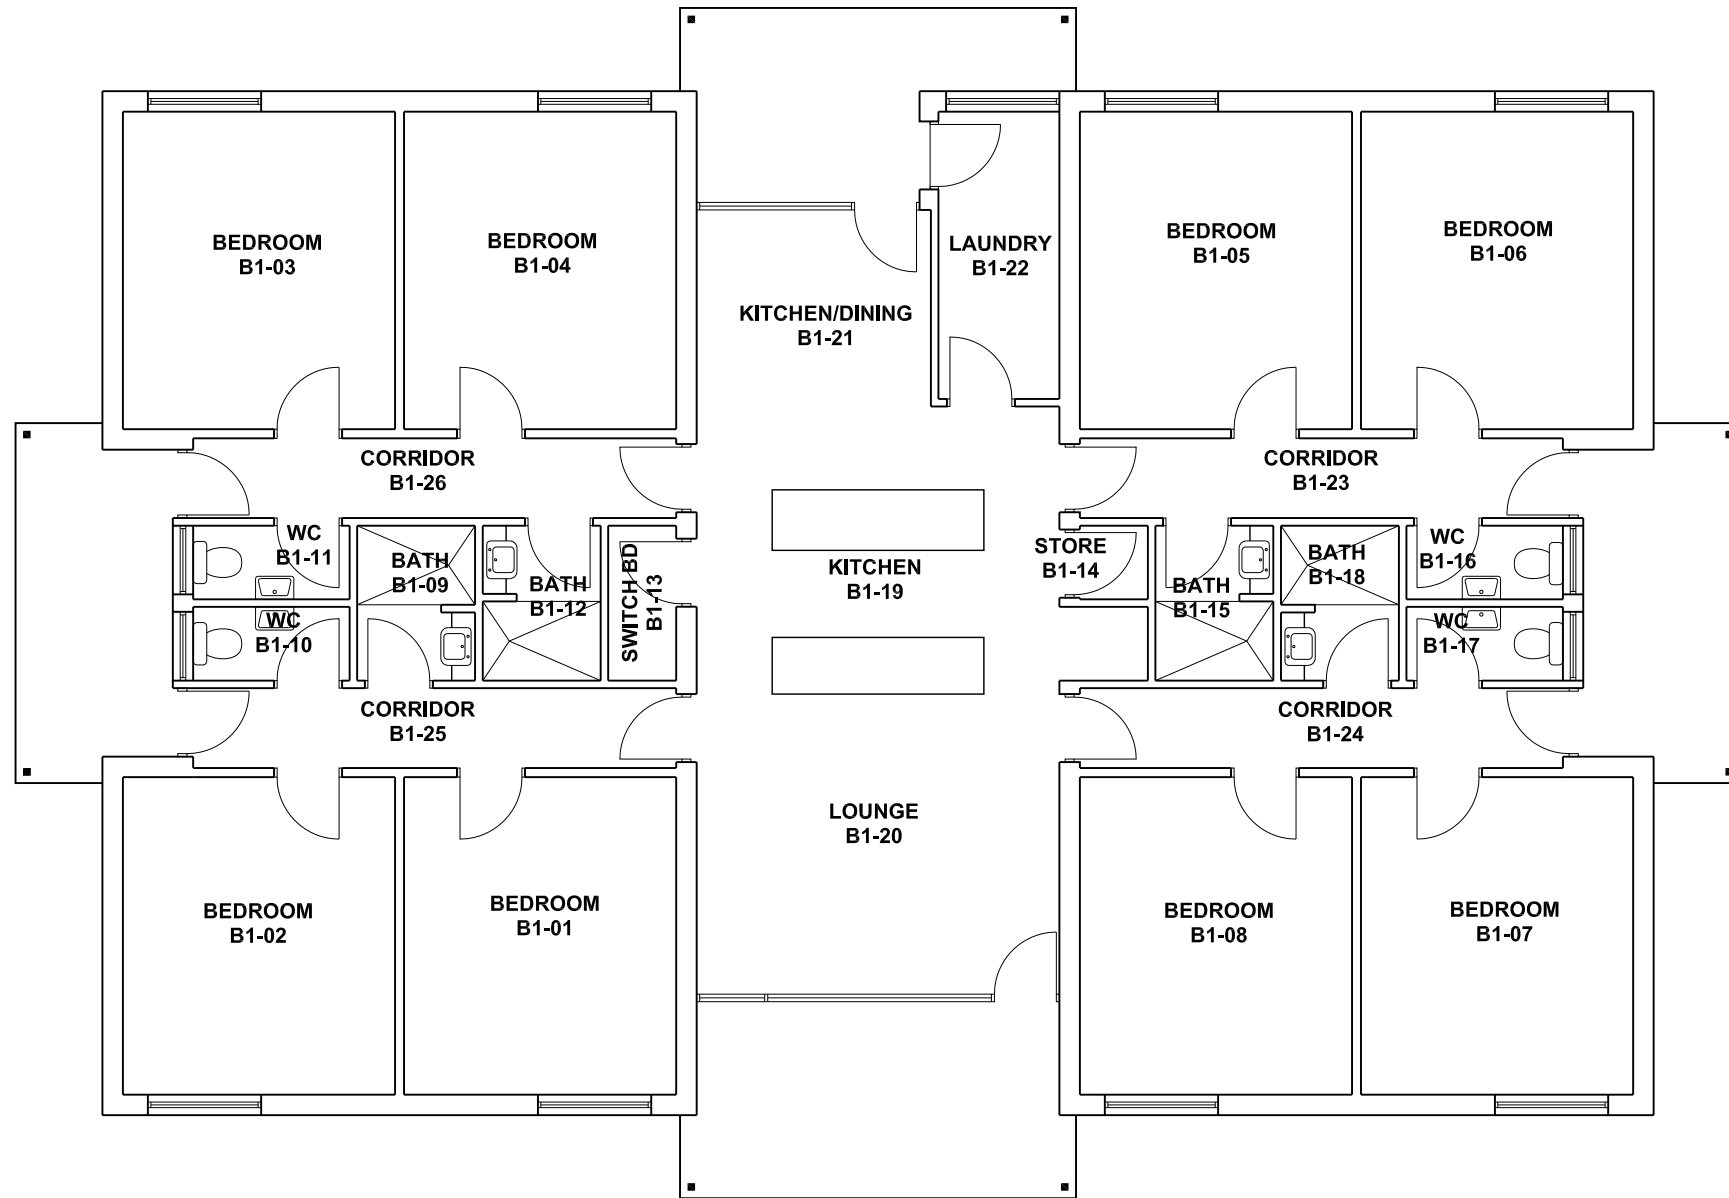 BEDROOM
B1-03
BEDROOM
B1-04
BEDROOM
B1-05
BEDROOM
B1-06
LAUNDRY
B1-22
KITCHEN/DINING
B1-21
CORRIDOR
B1-26
CORRIDOR
B1-23
WC
B1-11
BATH
B1-09
BATH
B1-12
SWITCH BD
B1-13
KITCHEN
B1-19
STORE
B1-14
BATH
B1-15
BATH
B1-18
WC
B1-16
WC
B1-10
WC
B1-17
CORRIDOR
B1-25
CORRIDOR
B1-24
LOUNGE
B1-20
BEDROOM
B1-02
BEDROOM
B1-01
BEDROOM
B1-08
BEDROOM
B1-07